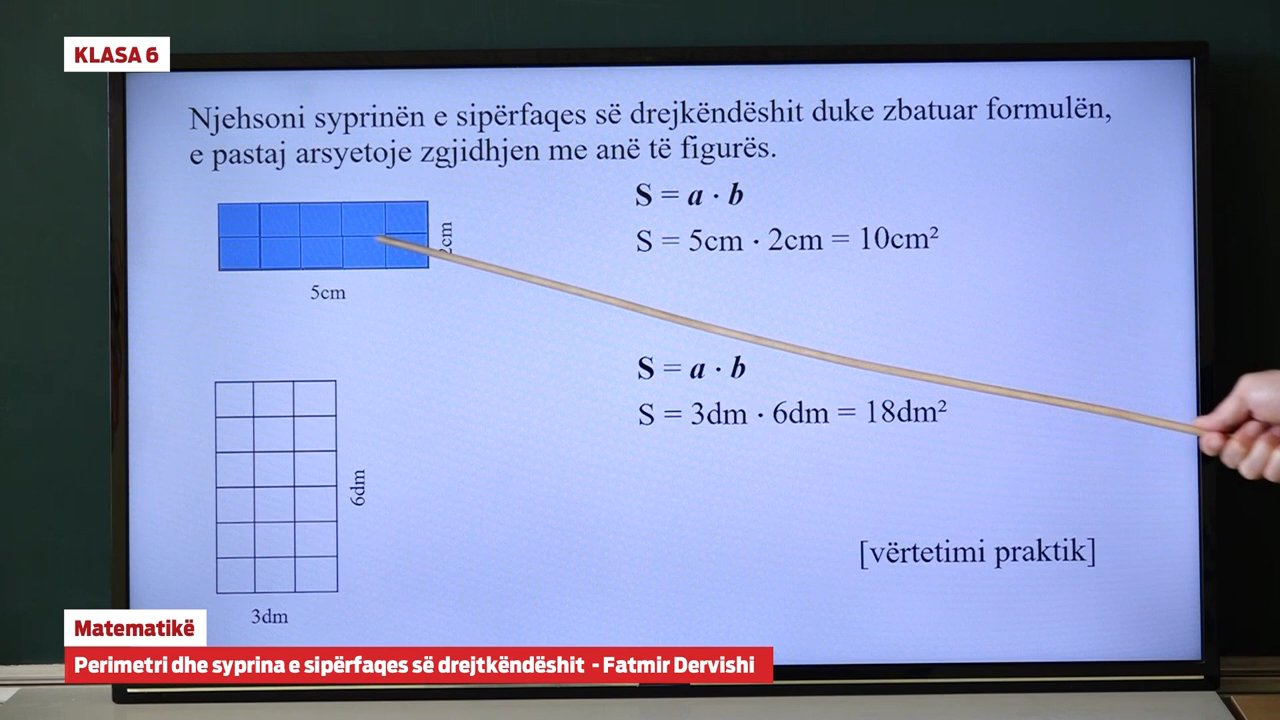 KLASA 6
Njehsoni syprinën e sipërfaqes së drejkëndëshit duke zbatuar formulën,
e pastaj arsyetoje zgjidhjen me anë të figurës.
S = a · b
S = 5cm · 2cm = 10cm²
2cm
5cm
S = a · b
S = 3dm · 6dm = 18dm²
6dm
3dm
[vërtetimi praktik]
Matematikë
Perimetri dhe syprina e sipërfaqes së drejtkëndëshit - Fatmir Dervishi